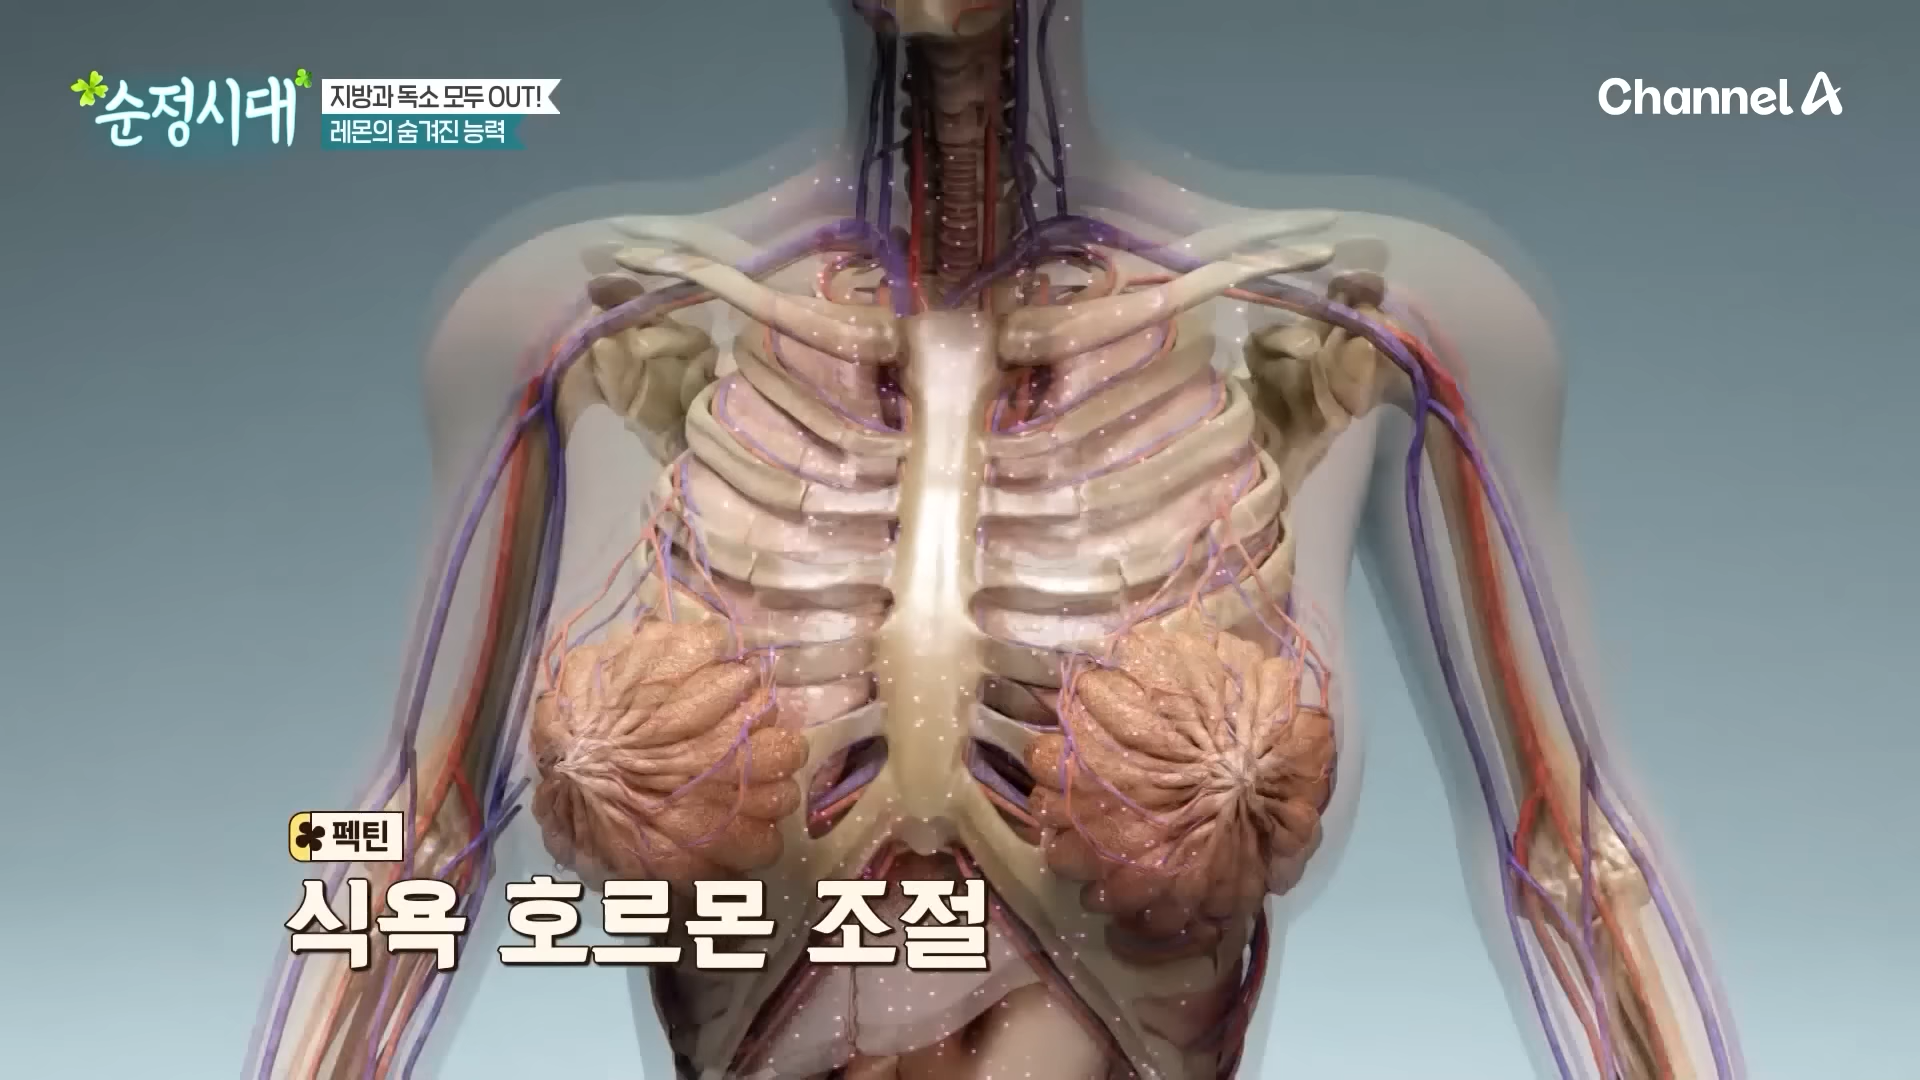 순정시대
지방과 독소 모두 OUT!
레몬의 숨겨진 능력
Channel A
펙틴
식욕 호르몬 조절